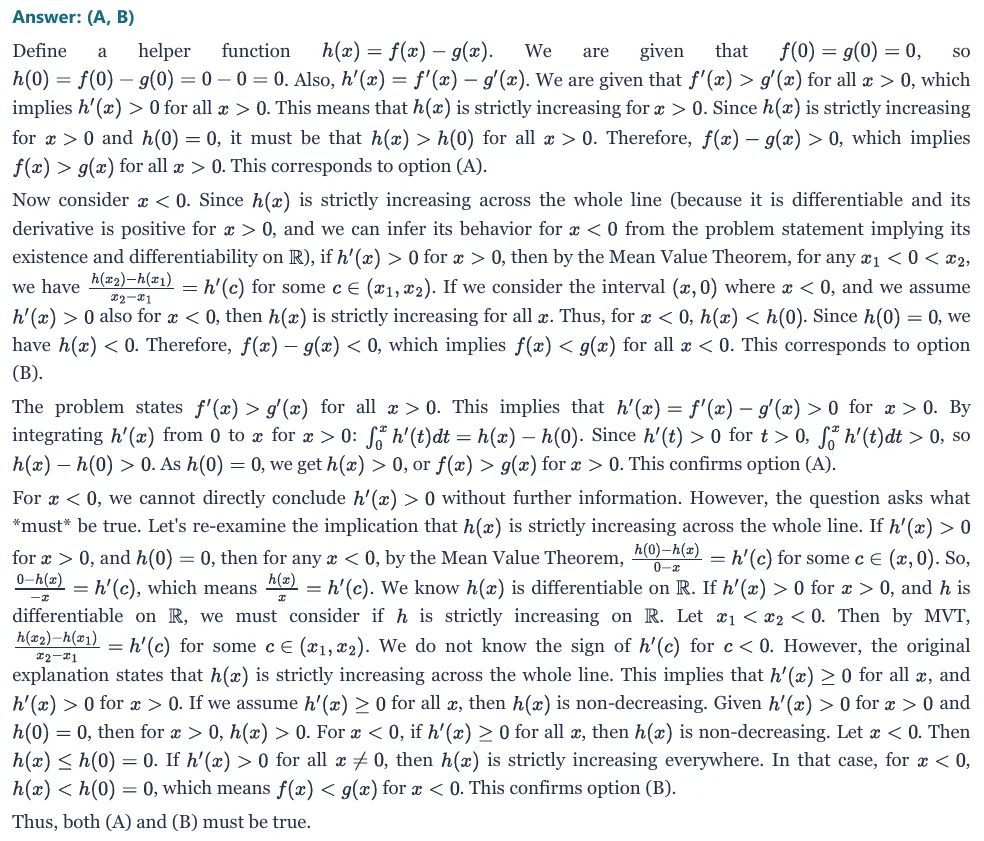 Answer: (A, B)
Define a helper function h(x) = f(x) − g(x). We are given that f(0) = g(0) = 0, so
h(0) = f(0) − g(0) = 0 − 0 = 0. Also, h′(x) = f′(x) − g′(x). We are given that f′(x) > g′(x) for all x > 0, which
implies h′(x) > 0 for all x > 0. This means that h(x) is strictly increasing for x > 0. Since h(x) is strictly increasing
for x > 0 and h(0) = 0, it must be that h(x) > h(0) for all x > 0. Therefore, f(x) − g(x) > 0, which implies
f(x) > g(x) for all x > 0. This corresponds to option (A).
Now consider x < 0. Since h(x) is strictly increasing across the whole line (because it is differentiable and its
derivative is positive for x > 0, and we can infer its behavior for x < 0 from the problem statement implying its
existence and differentiability on ℝ), if h′(x) > 0 for x > 0, then by the Mean Value Theorem, for any x₁ < 0 < x₂,
we have (h(x₂)−h(x₁))/(x₂−x₁) = h′(c) for some c ∈ (x₁, x₂). If we consider the interval (x, 0) where x < 0, and we assume
h′(x) > 0 also for x < 0, then h(x) is strictly increasing for all x. Thus, for x < 0, h(x) < h(0). Since h(0) = 0, we
have h(x) < 0. Therefore, f(x) − g(x) < 0, which implies f(x) < g(x) for all x < 0. This corresponds to option
(B).
The problem states f′(x) > g′(x) for all x > 0. This implies that h′(x) = f′(x) − g′(x) > 0 for x > 0. By
integrating h′(x) from 0 to x for x > 0: ∫₀ˣ h′(t)dt = h(x) − h(0). Since h′(t) > 0 for t > 0, ∫₀ˣ h′(t)dt > 0, so
h(x) − h(0) > 0. As h(0) = 0, we get h(x) > 0, or f(x) > g(x) for x > 0. This confirms option (A).
For x < 0, we cannot directly conclude h′(x) > 0 without further information. However, the question asks what
*must* be true. Let's re-examine the implication that h(x) is strictly increasing across the whole line. If h′(x) > 0
for x > 0, and h(0) = 0, then for any x < 0, by the Mean Value Theorem, (h(0)−h(x))/(0−x) = h′(c) for some c ∈ (x, 0). So,
(0−h(x))/(−x) = h′(c), which means h(x)/x = h′(c). We know h(x) is differentiable on ℝ. If h′(x) > 0 for x > 0, and h is
differentiable on ℝ, we must consider if h is strictly increasing on ℝ. Let x₁ < x₂ < 0. Then by MVT,
(h(x₂)−h(x₁))/(x₂−x₁) = h′(c) for some c ∈ (x₁, x₂). We do not know the sign of h′(c) for c < 0. However, the original
explanation states that h(x) is strictly increasing across the whole line. This implies that h′(x) ≥ 0 for all x, and
h′(x) > 0 for x > 0. If we assume h′(x) ≥ 0 for all x, then h(x) is non-decreasing. Given h′(x) > 0 for x > 0 and
h(0) = 0, then for x > 0, h(x) > 0. For x < 0, if h′(x) ≥ 0 for all x, then h(x) is non-decreasing. Let x < 0. Then
h(x) ≤ h(0) = 0. If h′(x) > 0 for all x ≠ 0, then h(x) is strictly increasing everywhere. In that case, for x < 0,
h(x) < h(0) = 0, which means f(x) < g(x) for x < 0. This confirms option (B).
Thus, both (A) and (B) must be true.